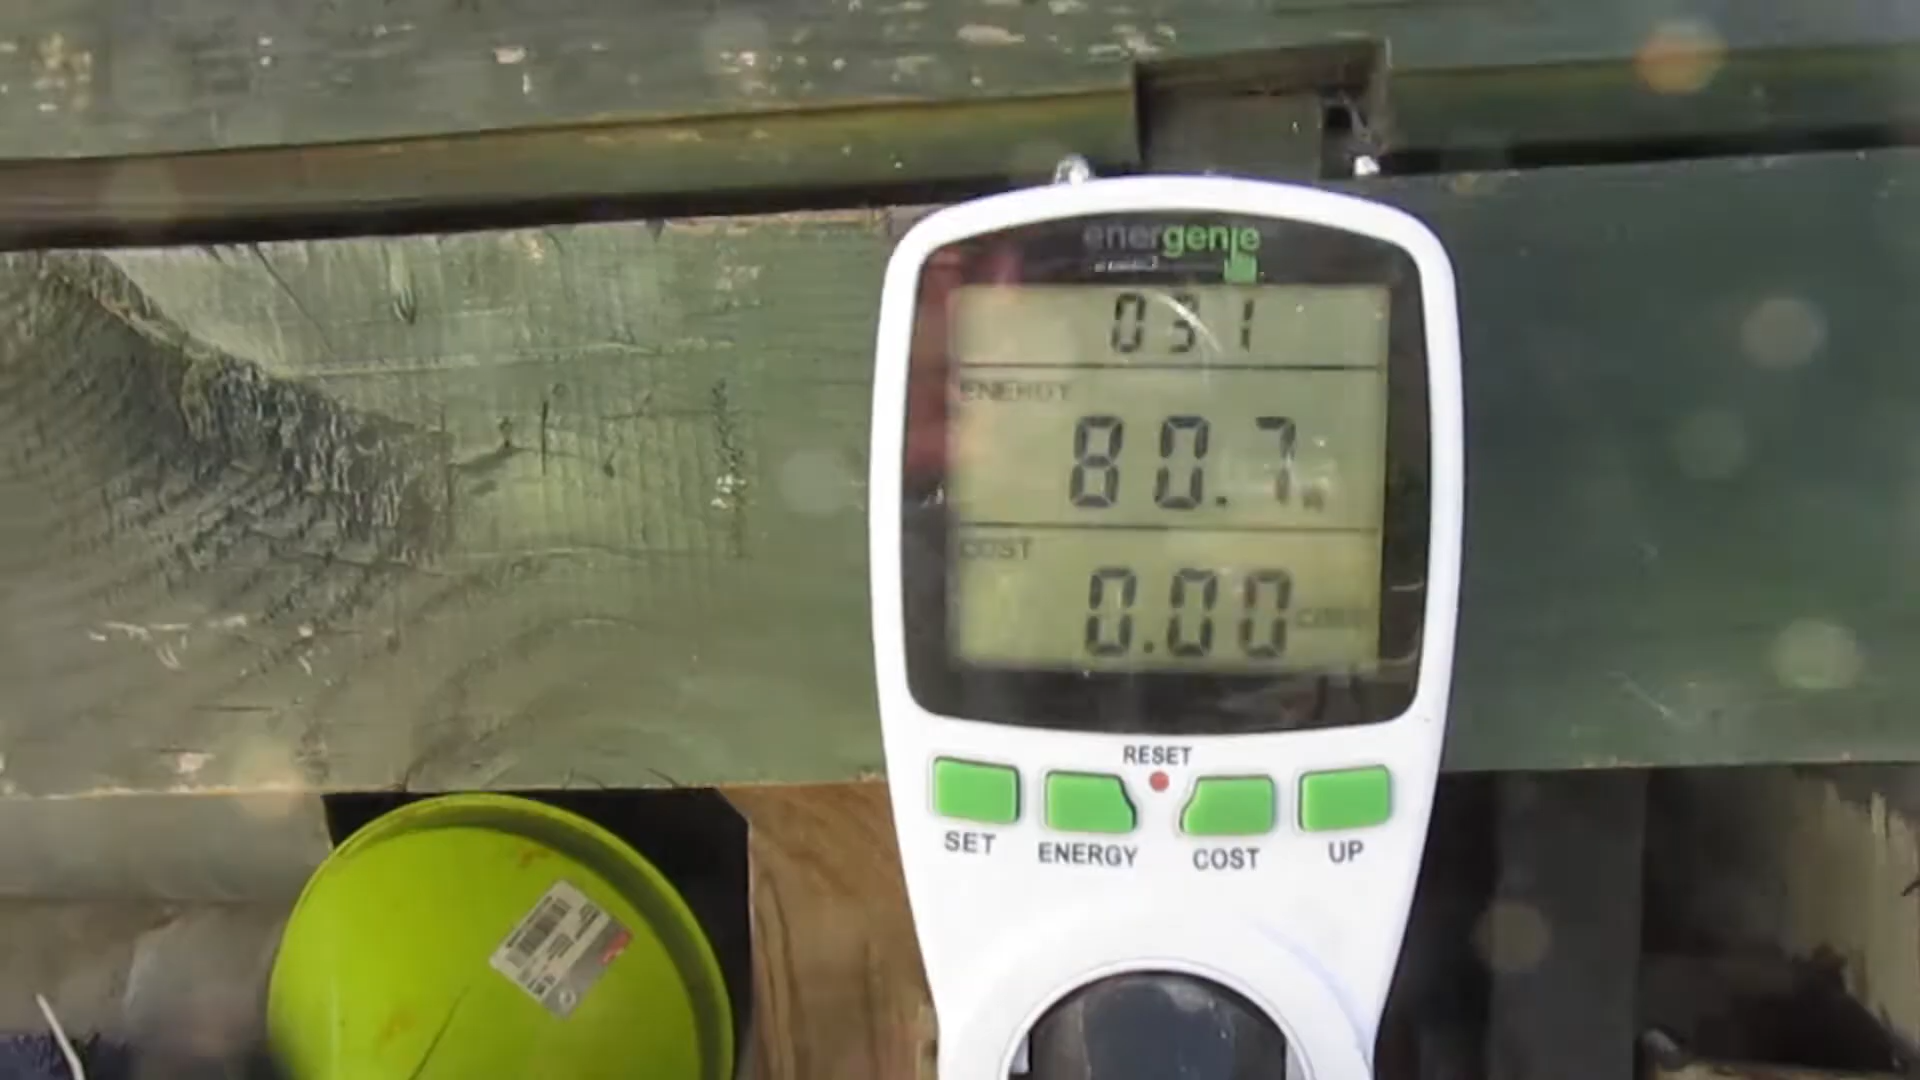 energenie
031
ENERGY
80.7
COST
0.00
RESET
SET
ENERGY
COST
UP